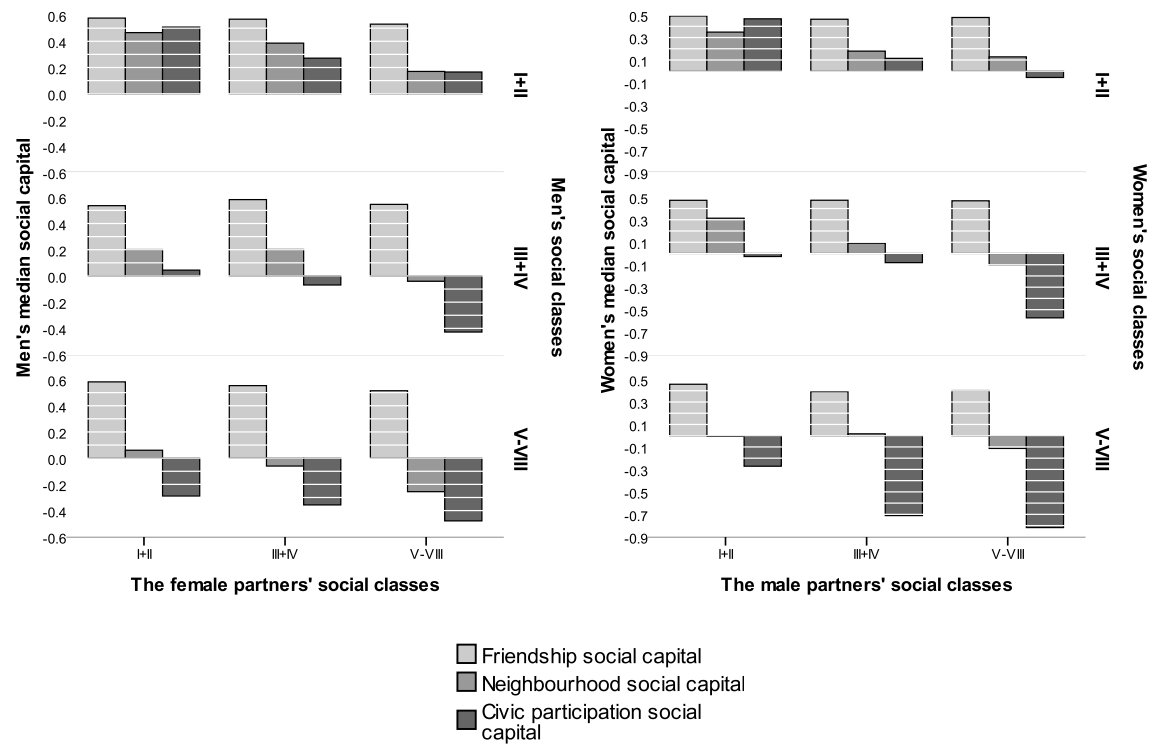 Men's median social capital
0.6
0.4
0.2
0.0
-0.2
-0.4
-0.6
0.6
0.4
0.2
0.0
-0.2
-0.4
-0.6
0.6
0.4
0.2
0.0
-0.2
-0.4
-0.6
I+II
III+IV
V-VIII
Men's social classes
I+II
III+IV
V-VIII
The female partners' social classes
Women's median social capital
0.5
0.3
0.1
-0.1
-0.3
-0.5
-0.7
-0.9
0.5
0.3
0.1
-0.1
-0.3
-0.5
-0.7
-0.9
0.5
0.3
0.1
-0.1
-0.3
-0.5
-0.7
-0.9
I+II
III+IV
V-VIII
Women's social classes
I+II
III+IV
V-VIII
The male partners' social classes
Friendship social capital
Neighbourhood social capital
Civic participation social
capital